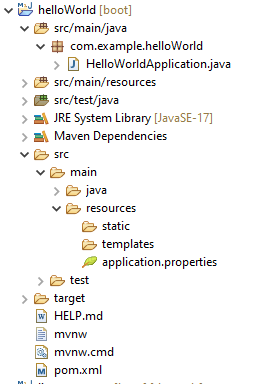 helloWorld [boot]
src/main/java
com.example.helloWorld
HelloWorldApplication.java
src/main/resources
src/test/java
JRE System Library [JavaSE-17]
Maven Dependencies
src
main
java
resources
static
templates
application.properties
test
target
HELP.md
mvnw
mvnw.cmd
pom.xml